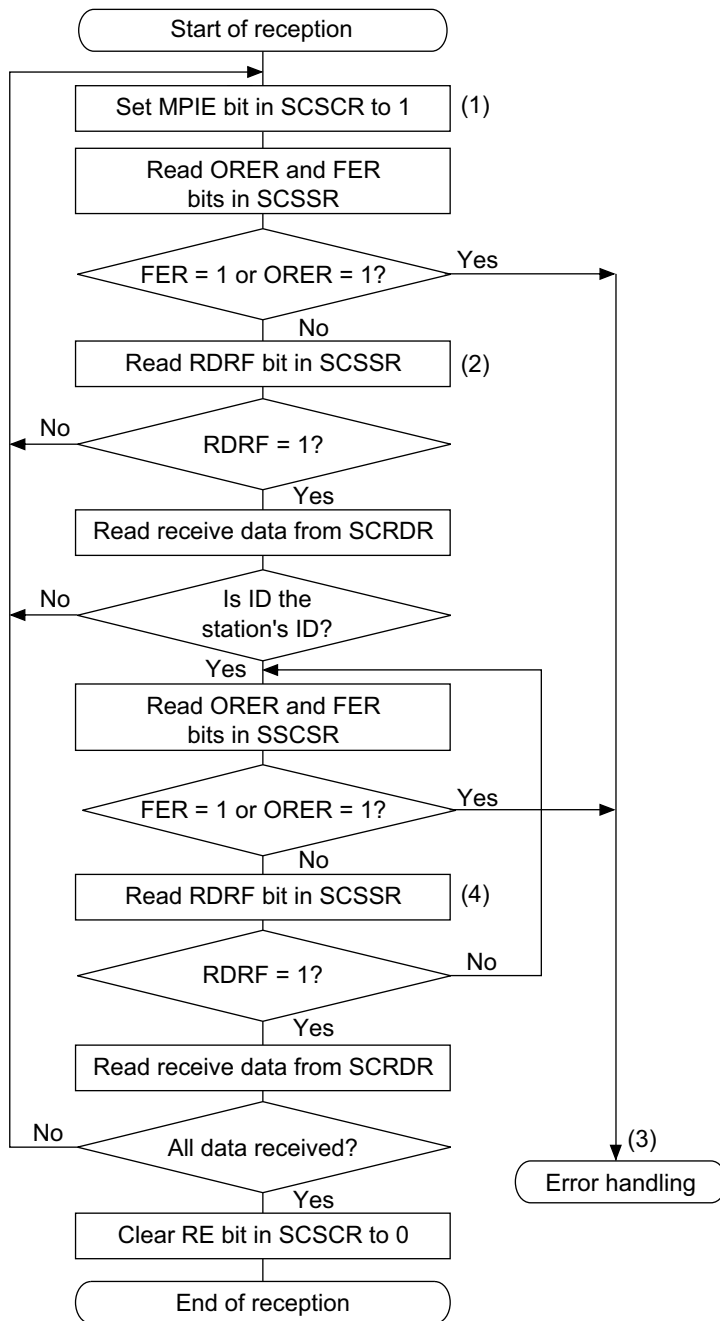 Start of reception
Set MPIE bit in SCSCR to 1
(1)
Read ORER and FER
bits in SCSSR
FER = 1 or ORER = 1?
Yes
No
Read RDRF bit in SCSSR
(2)
No
RDRF = 1?
Yes
Read receive data from SCRDR
No
Is ID the
station's ID?
Yes
Read ORER and FER
bits in SSCSR
FER = 1 or ORER = 1?
Yes
No
Read RDRF bit in SCSSR
(4)
RDRF = 1?
No
Yes
Read receive data from SCRDR
No
All data received?
(3)
Error handling
Yes
Clear RE bit in SCSCR to 0
End of reception